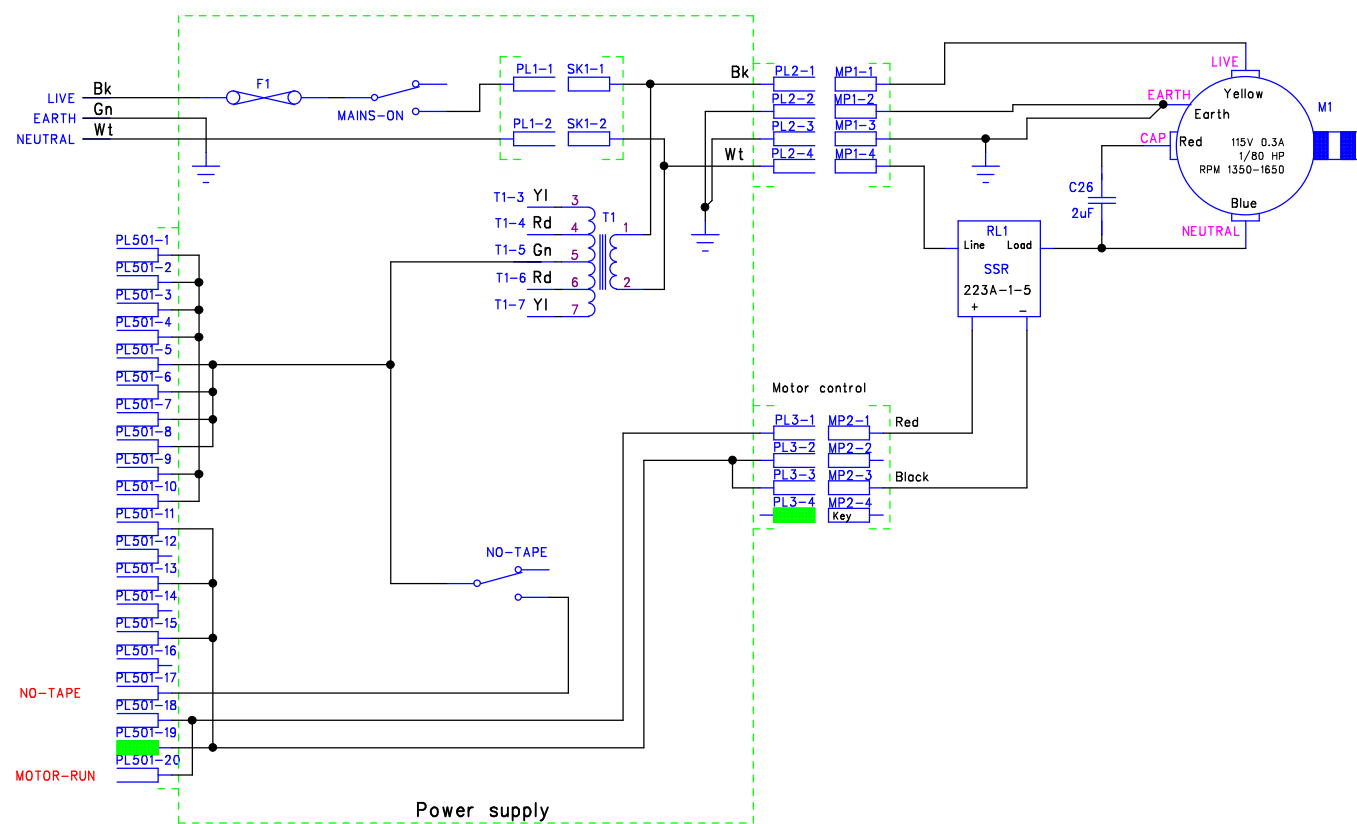 LIVE Bk
EARTH Gn
NEUTRAL Wt
F1
MAINS-ON
PL1-1 SK1-1
PL1-2 SK1-2
Bk
Wt
PL2-1 MP1-1
PL2-2 MP1-2
PL2-3 MP1-3
PL2-4 MP1-4
LIVE
EARTH
CAP
NEUTRAL
Yellow
Earth
Red
115V 0.3A
1/80 HP
RPM 1350-1650
Blue
M1
C26
2uF
RL1
Line Load
SSR
223A-1-5
+ -
T1-3 Yl 3
T1-4 Rd 4
T1-5 Gn 5
T1-6 Rd 6
T1-7 Yl 7
T1
1
2
PL501-1
PL501-2
PL501-3
PL501-4
PL501-5
PL501-6
PL501-7
PL501-8
PL501-9
PL501-10
PL501-11
PL501-12
PL501-13
PL501-14
PL501-15
PL501-16
PL501-17
PL501-18
PL501-19
PL501-20
NO-TAPE
MOTOR-RUN
NO-TAPE
Motor control
PL3-1 MP2-1 Red
PL3-2 MP2-2
PL3-3 MP2-3 Black
PL3-4 MP2-4
Key
Power supply